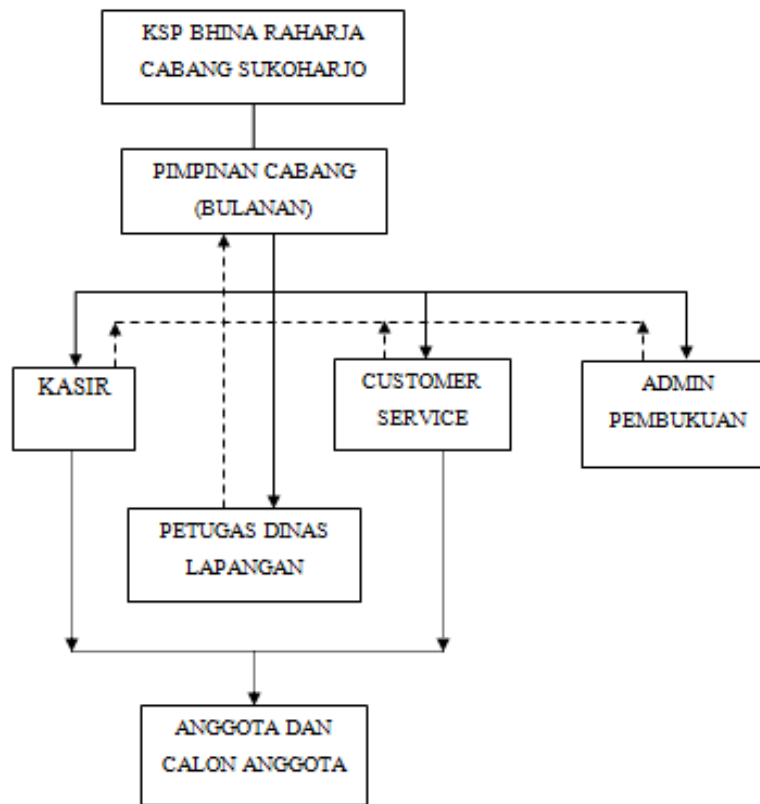 KSP BHINA RAHARJA
CABANG SUKOHARJO
PIMPINAN CABANG
(BULANAN)
KASIR
CUSTOMER
SERVICE
ADMIN
PEMBUKUAN
PETUGAS DINAS
LAPANGAN
ANGGOTA DAN
CALON ANGGOTA